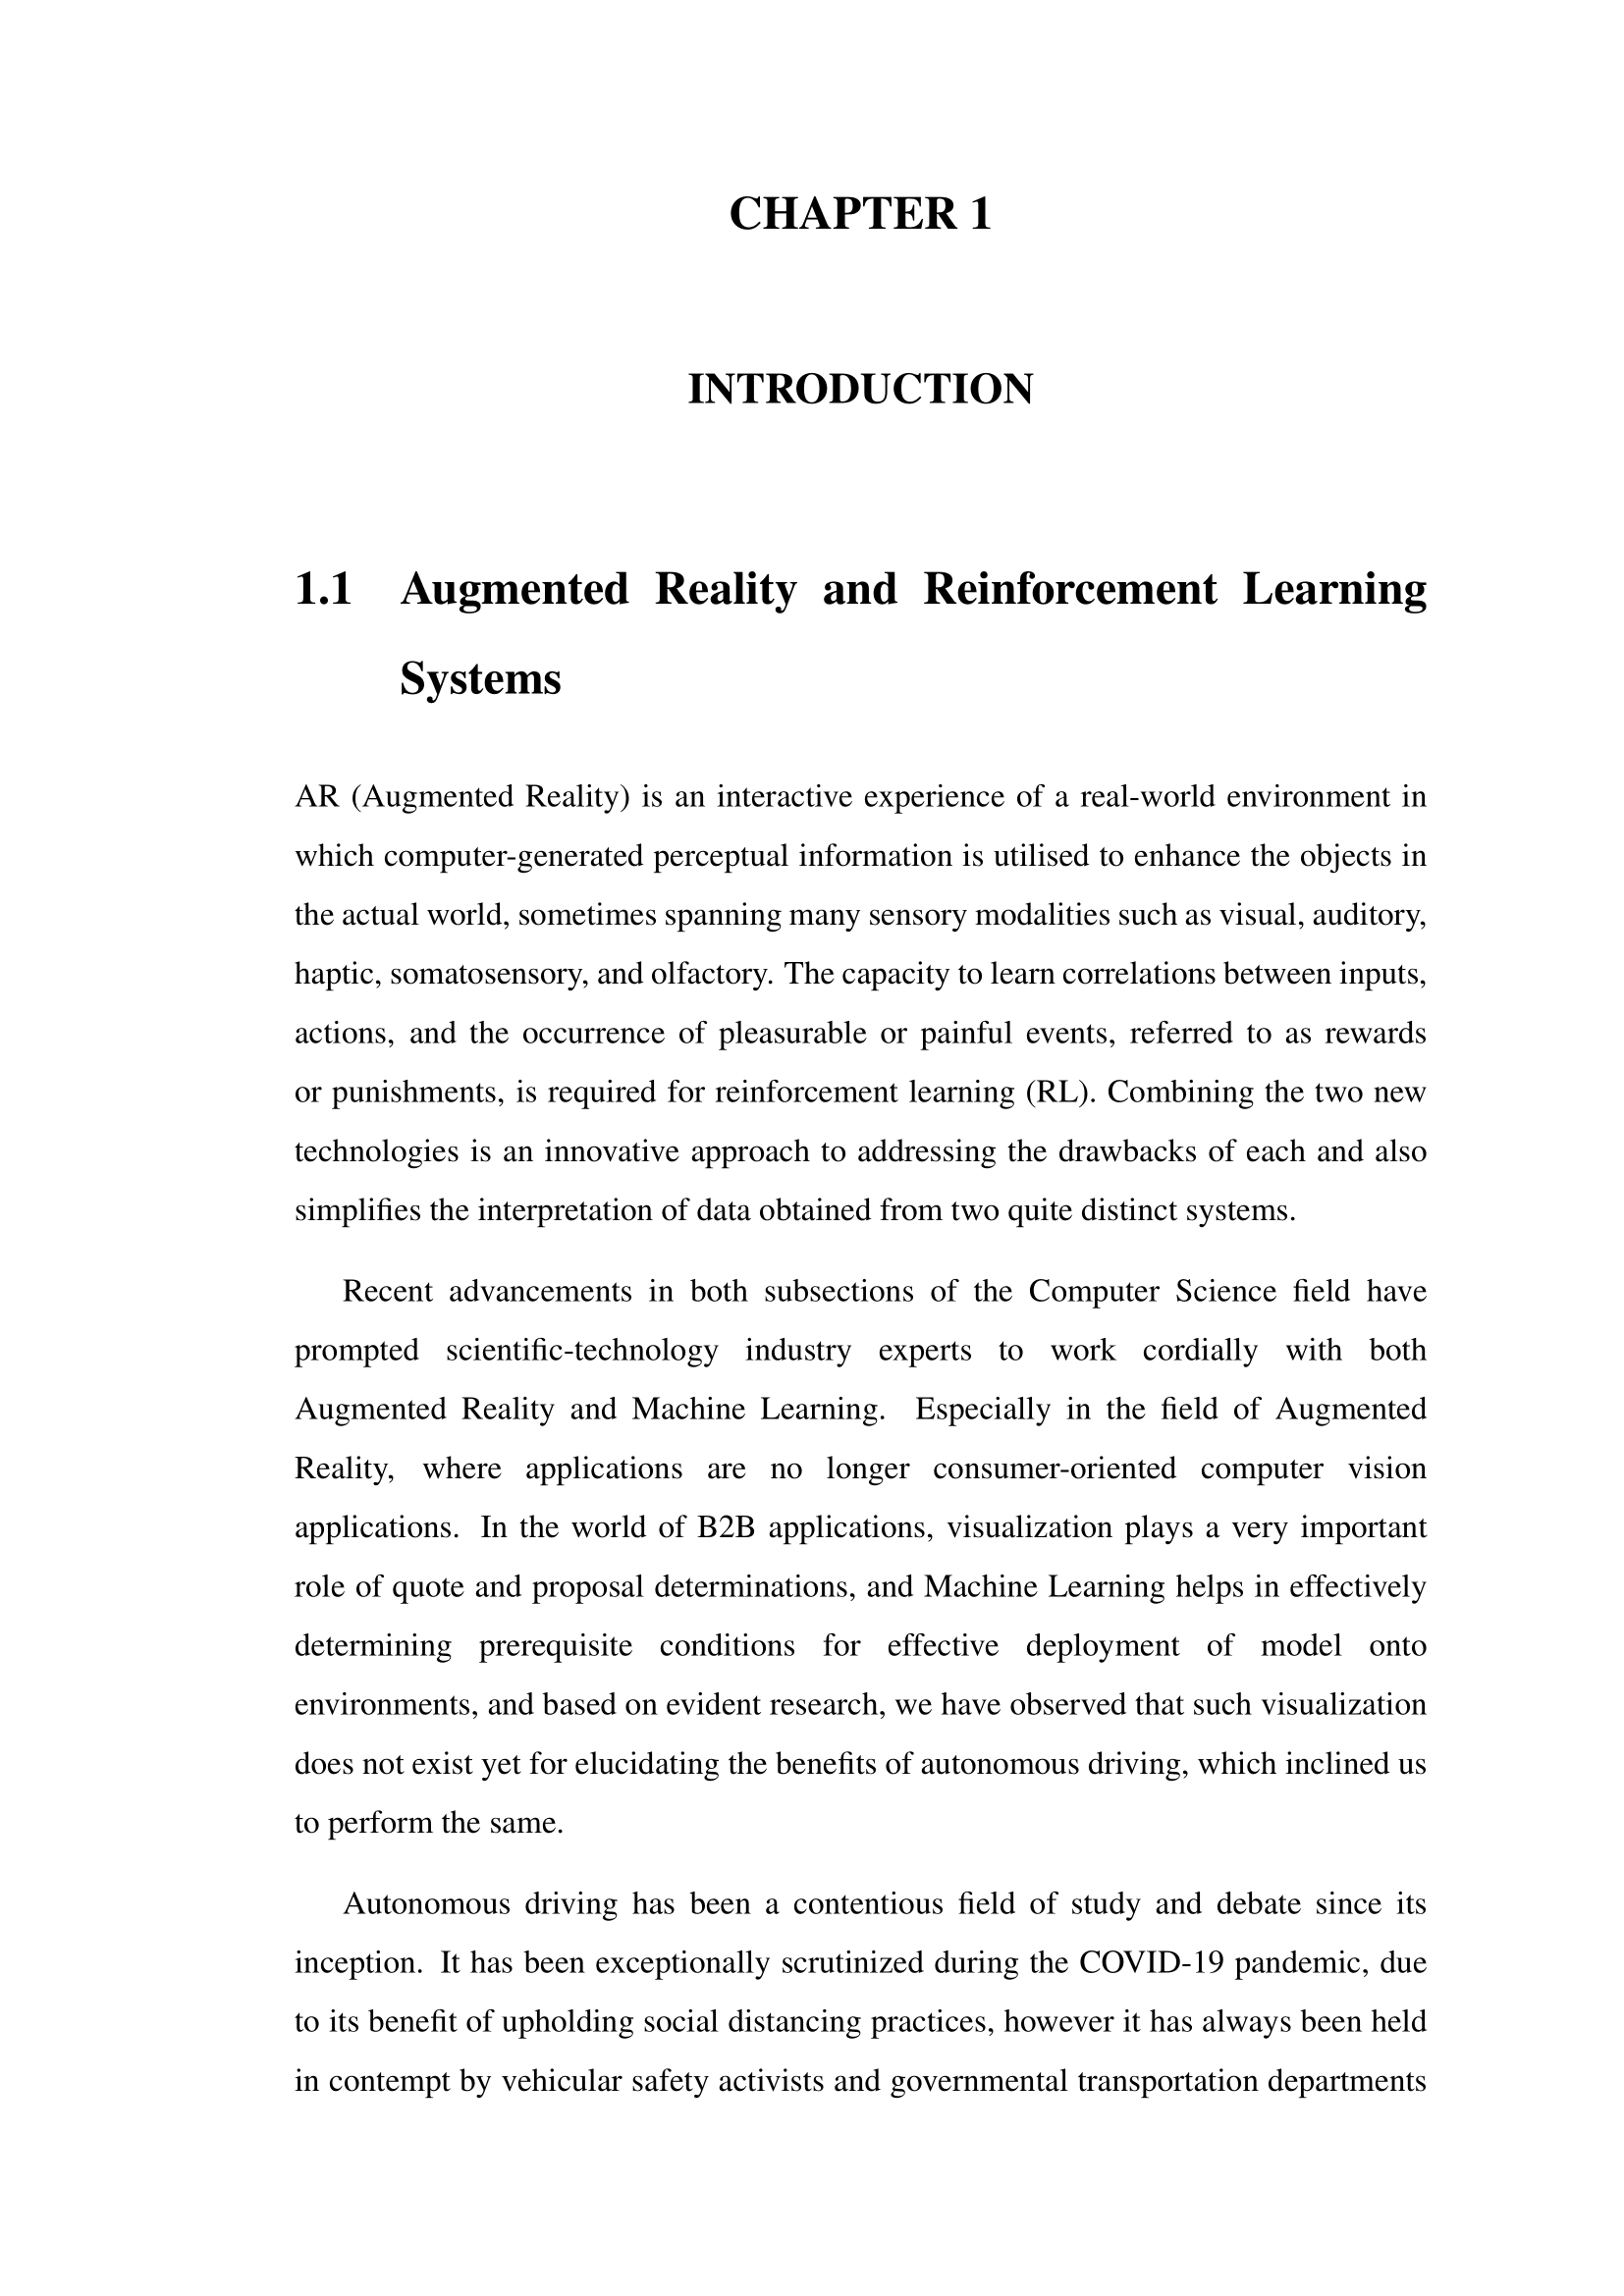 CHAPTER 1
INTRODUCTION
1.1 Augmented Reality and Reinforcement Learning
Systems
AR (Augmented Reality) is an interactive experience of a real-world environment in
which computer-generated perceptual information is utilised to enhance the objects in
the actual world, sometimes spanning many sensory modalities such as visual, auditory,
haptic, somatosensory, and olfactory. The capacity to learn correlations between inputs,
actions, and the occurrence of pleasurable or painful events, referred to as rewards
or punishments, is required for reinforcement learning (RL). Combining the two new
technologies is an innovative approach to addressing the drawbacks of each and also
simplifies the interpretation of data obtained from two quite distinct systems.
Recent advancements in both subsections of the Computer Science field have
prompted scientific-technology industry experts to work cordially with both
Augmented Reality and Machine Learning. Especially in the field of Augmented
Reality, where applications are no longer consumer-oriented computer vision
applications. In the world of B2B applications, visualization plays a very important
role of quote and proposal determinations, and Machine Learning helps in effectively
determining prerequisite conditions for effective deployment of model onto
environments, and based on evident research, we have observed that such visualization
does not exist yet for elucidating the benefits of autonomous driving, which inclined us
to perform the same.
Autonomous driving has been a contentious field of study and debate since its
inception. It has been exceptionally scrutinized during the COVID-19 pandemic, due
to its benefit of upholding social distancing practices, however it has always been held
in contempt by vehicular safety activists and governmental transportation departments